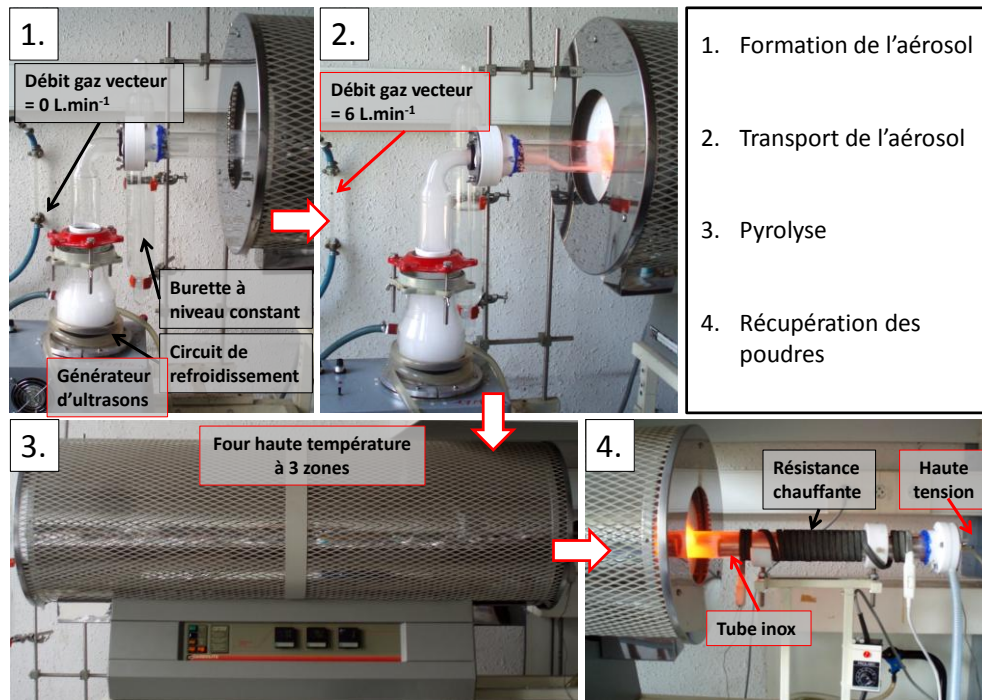 1.
Débit gaz vecteur
= 0 L.min⁻¹
Burette à
niveau constant
Circuit de
refroidissement
Générateur
d'ultrasons
2.
Débit gaz vecteur
= 6 L.min⁻¹
1. Formation de l'aérosol
2. Transport de l'aérosol
3. Pyrolyse
4. Récupération des
poudres
3.
Four haute température
à 3 zones
4.
Résistance
chauffante
Haute
tension
Tube inox